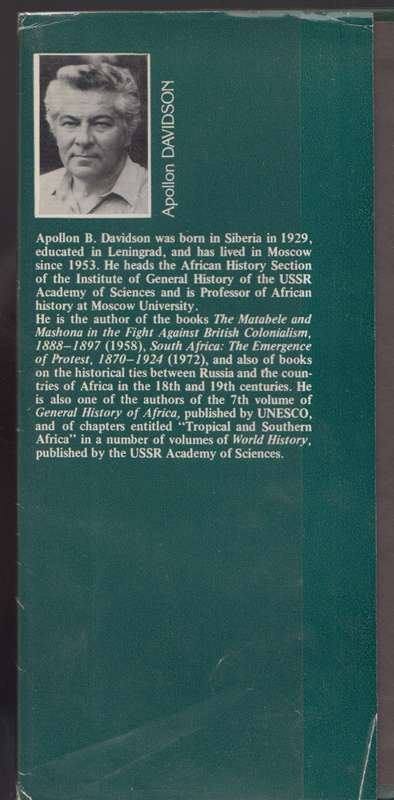 Apollon DAVIDSON
Apollon B. Davidson was born in Siberia in 1929,
educated in Leningrad, and has lived in Moscow
since 1953. He heads the African History Section
of the Institute of General History of the USSR
Academy of Sciences and is Professor of African
history at Moscow University.
He is the author of the books The Matabele and
Mashona in the Fight Against British Colonialism,
1888–1897 (1958), South Africa: The Emergence
of Protest, 1870–1924 (1972), and also of books
on the historical ties between Russia and the coun-
tries of Africa in the 18th and 19th centuries. He
is also one of the authors of the 7th volume of
General History of Africa, published by UNESCO,
and of chapters entitled “Tropical and Southern
Africa” in a number of volumes of World History,
published by the USSR Academy of Sciences.